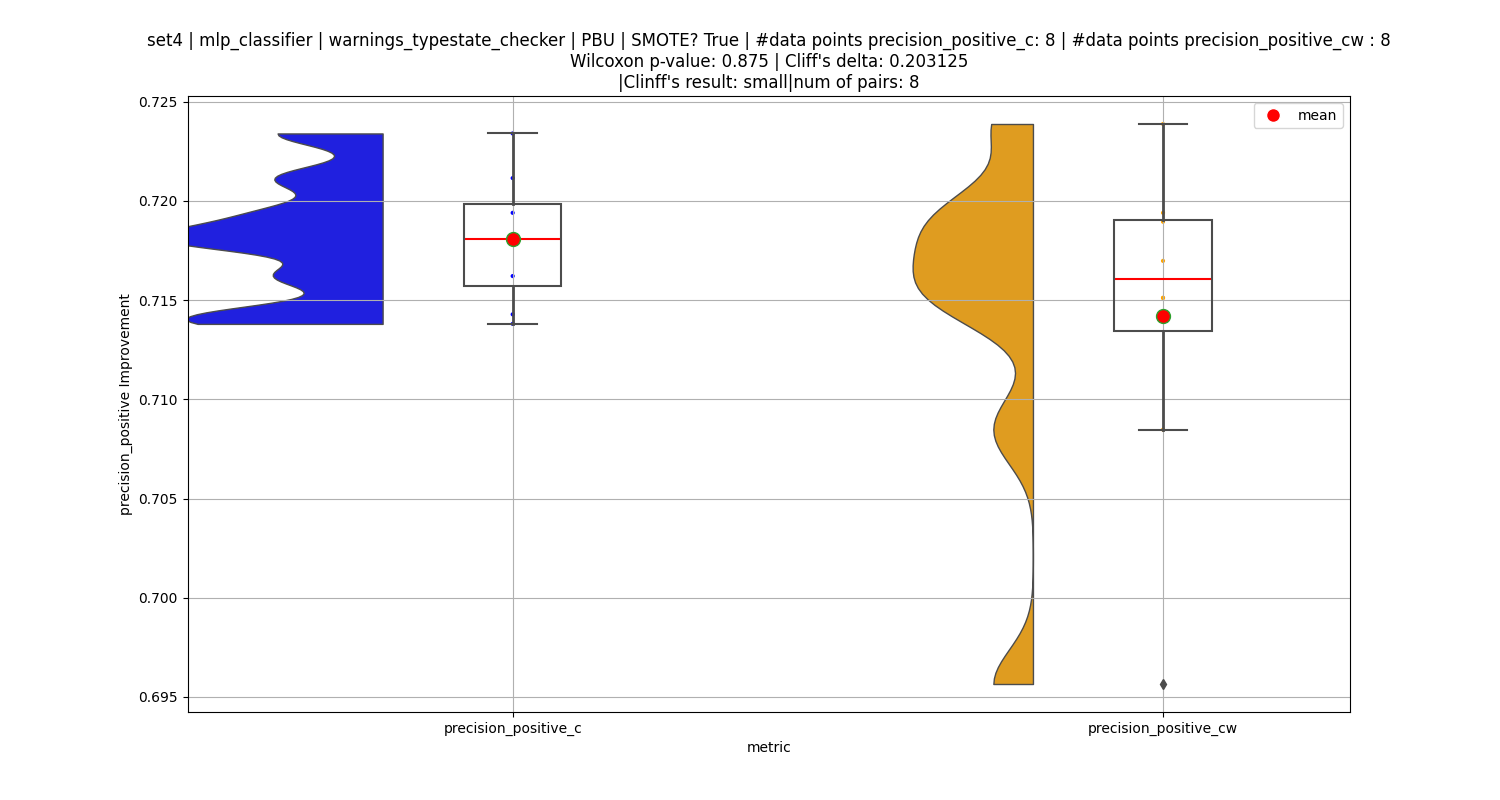 set4 | mlp_classifier | warnings_typestate_checker | PBU | SMOTE? True | #data points precision_positive_c: 8 | #data points precision_positive_cw : 8
Wilcoxon p-value: 0.875 | Cliff's delta: 0.203125
|Clinff's result: small|num of pairs: 8
mean
0.725
0.720
0.715
0.710
0.705
0.700
0.695
precision_positive Improvement
precision_positive_c
precision_positive_cw
metric